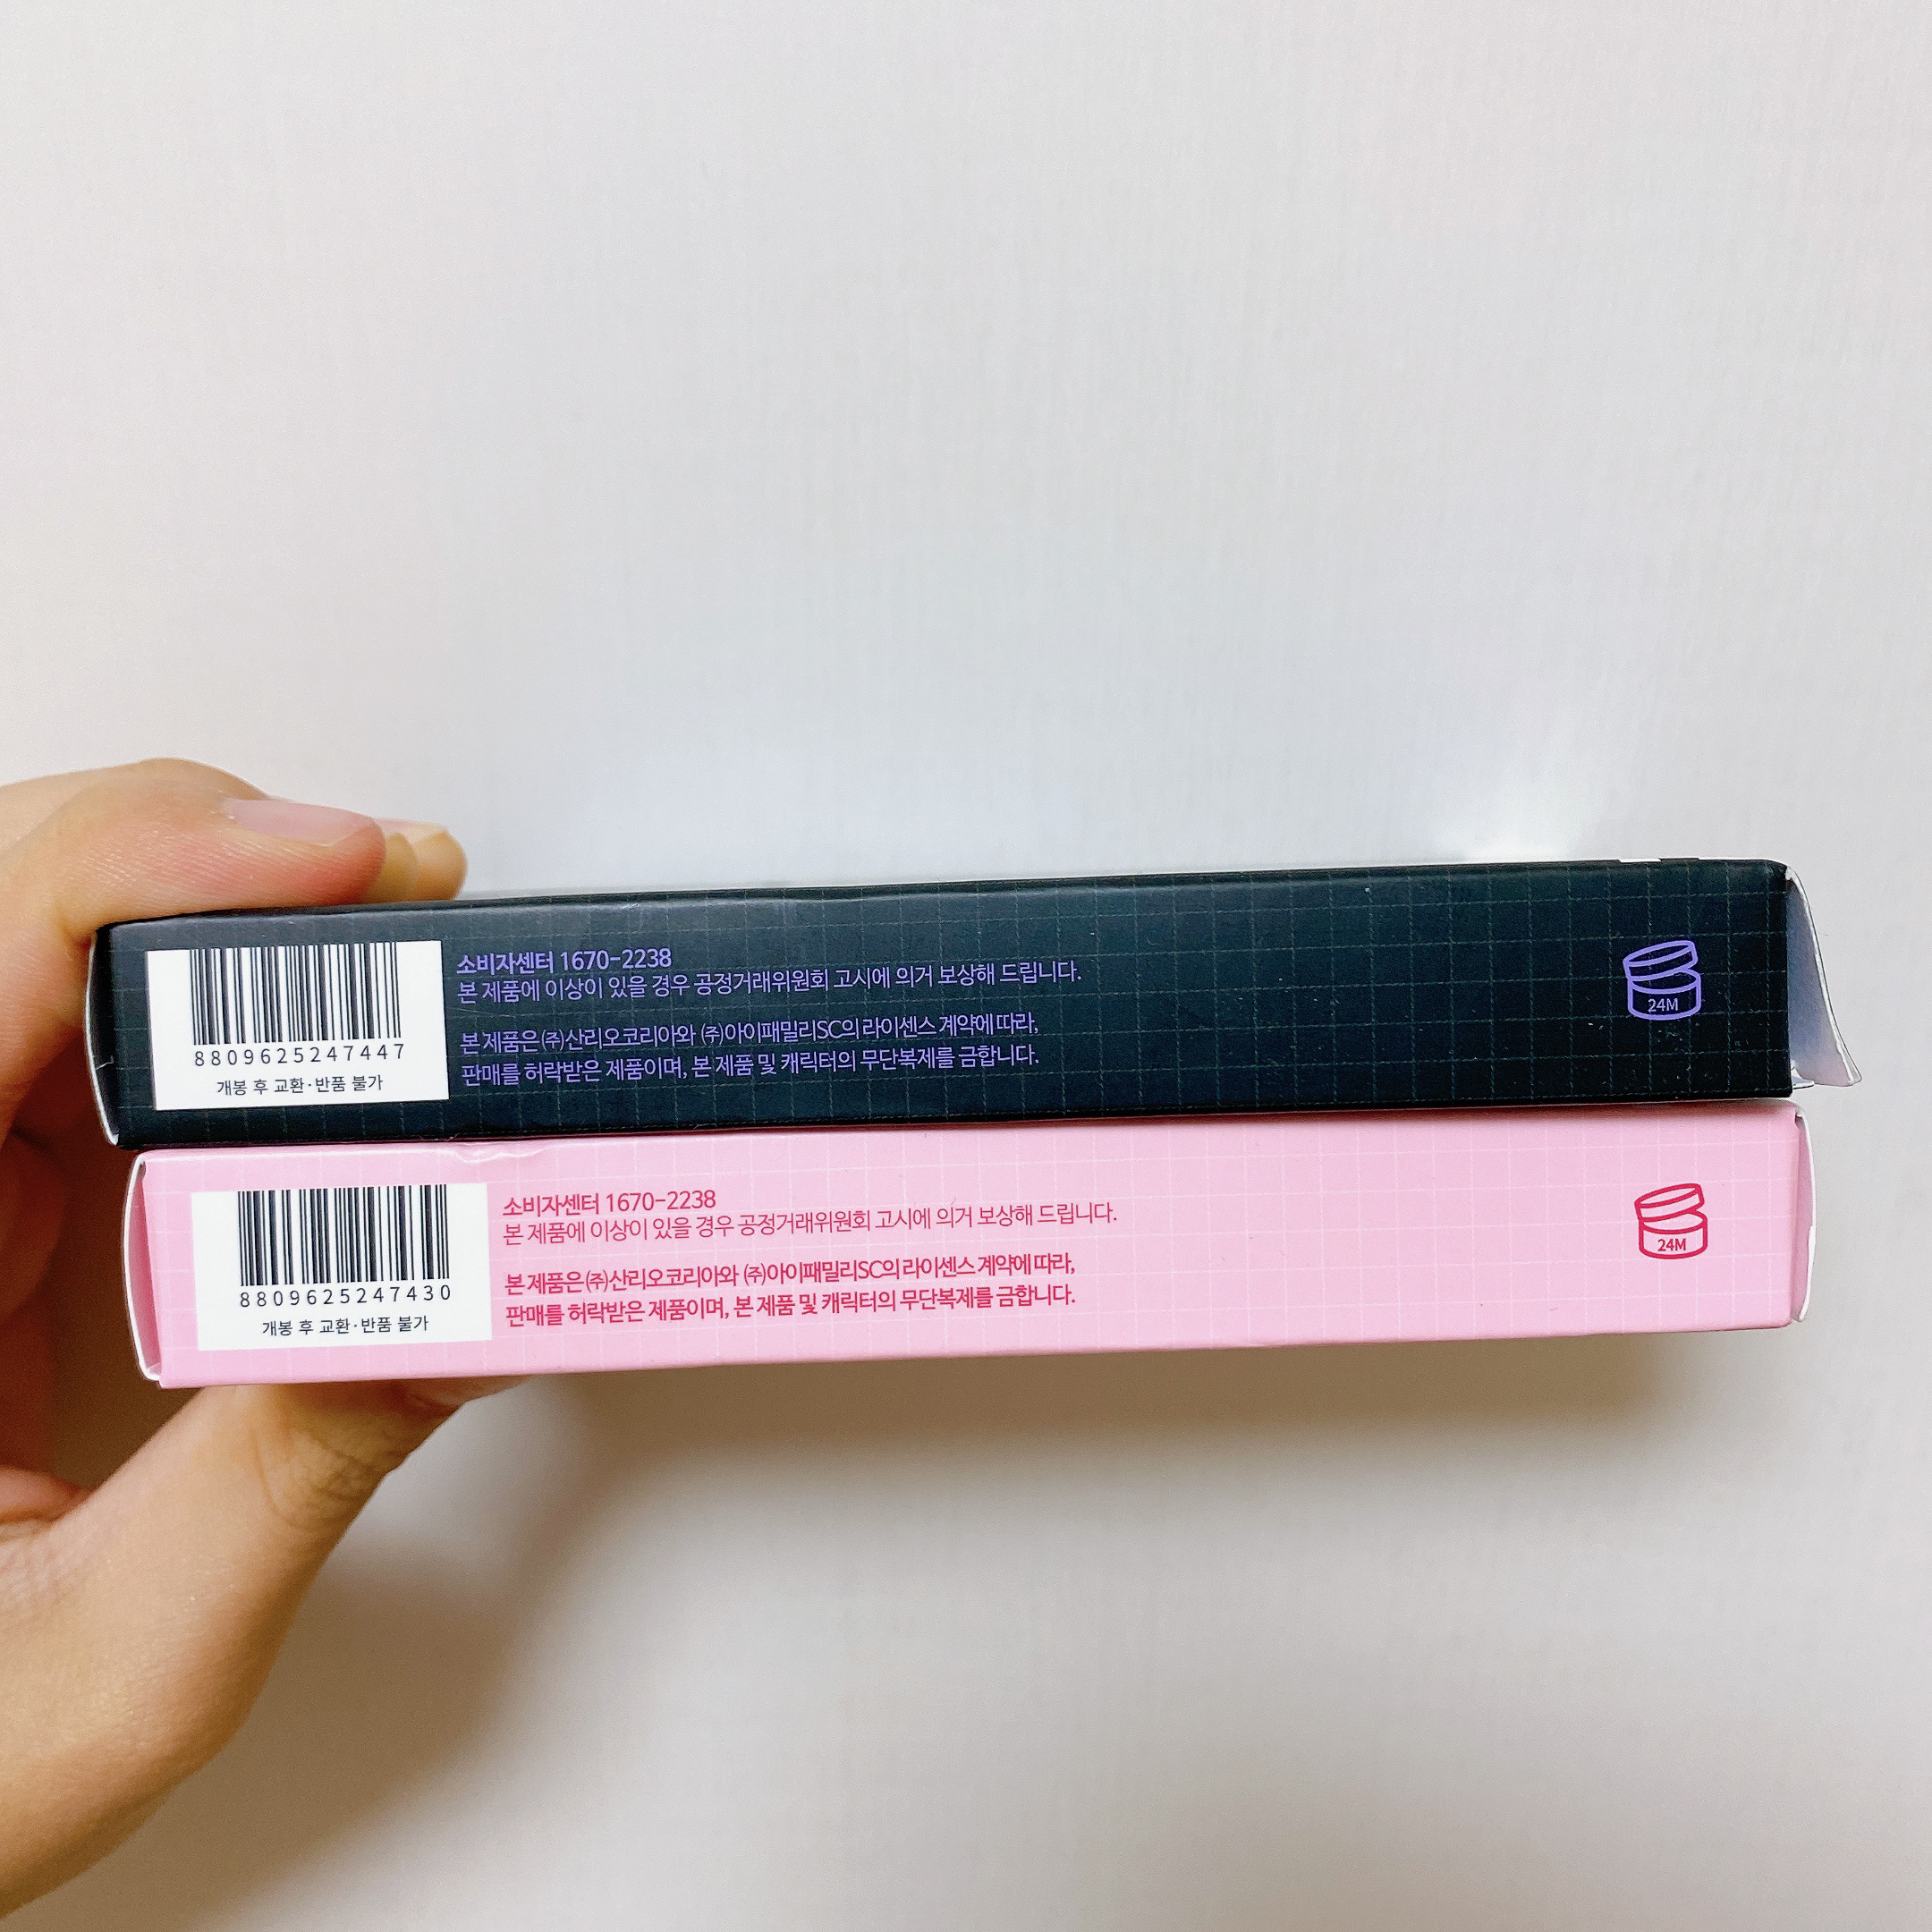 8809625247447
개봉 후 교환·반품 불가
소비자센터 1670-2238
본 제품에 이상이 있을 경우 공정거래위원회 고시에 의거 보상해 드립니다.
본 제품은 ㈜산리오코리아와 ㈜아이패밀리SC의 라이센스 계약에 따라,
판매를 허락받은 제품이며, 본 제품 및 캐릭터의 무단복제를 금합니다.
24M
8809625247430
개봉 후 교환·반품 불가
소비자센터 1670-2238
본 제품에 이상이 있을 경우 공정거래위원회 고시에 의거 보상해 드립니다.
본 제품은 ㈜산리오코리아와 ㈜아이패밀리SC의 라이센스 계약에 따라,
판매를 허락받은 제품이며, 본 제품 및 캐릭터의 무단복제를 금합니다.
24M